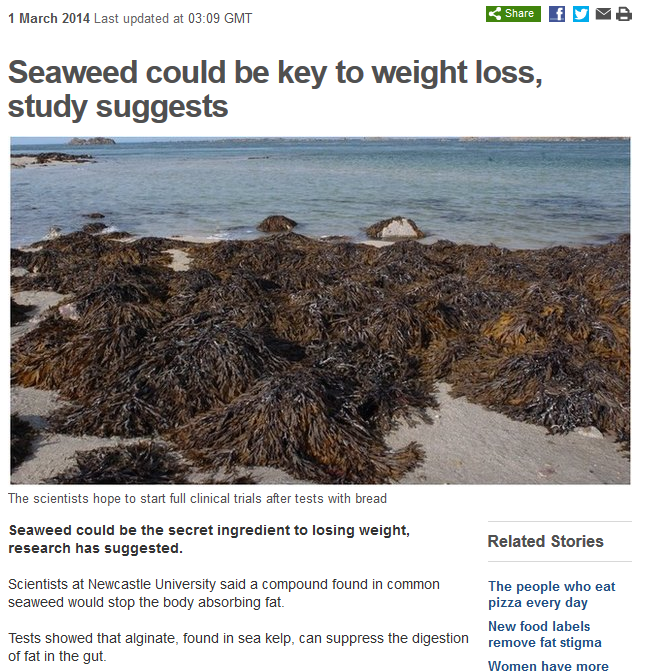 1 March 2014 Last updated at 03:09 GMT
Share
Seaweed could be key to weight loss,
study suggests
The scientists hope to start full clinical trials after tests with bread
Seaweed could be the secret ingredient to losing weight,
research has suggested.
Scientists at Newcastle University said a compound found in common
seaweed would stop the body absorbing fat.
Tests showed that alginate, found in sea kelp, can suppress the digestion
of fat in the gut.
Related Stories
The people who eat
pizza every day
New food labels
remove fat stigma
Women have more